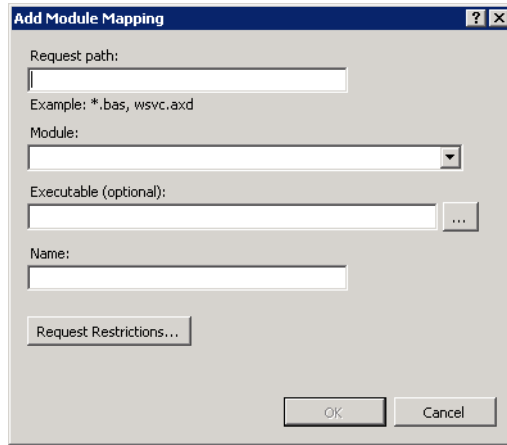 Add Module Mapping
Request path:
Example: *.bas, wsvc.axd
Module:
Executable (optional):
...
Name:
Request Restrictions...
OK
Cancel